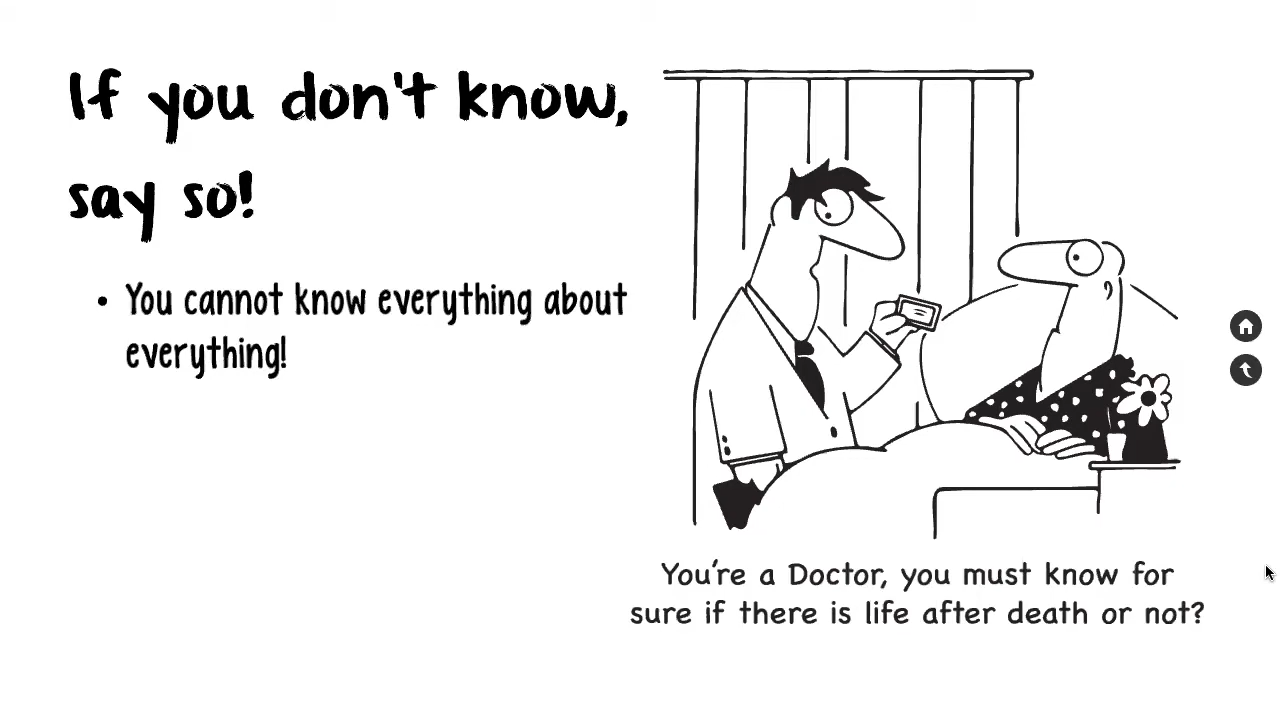 If you don't know,
say so!
• You cannot know everything about
everything!
You're a Doctor, you must know for
sure if there is life after death or not?